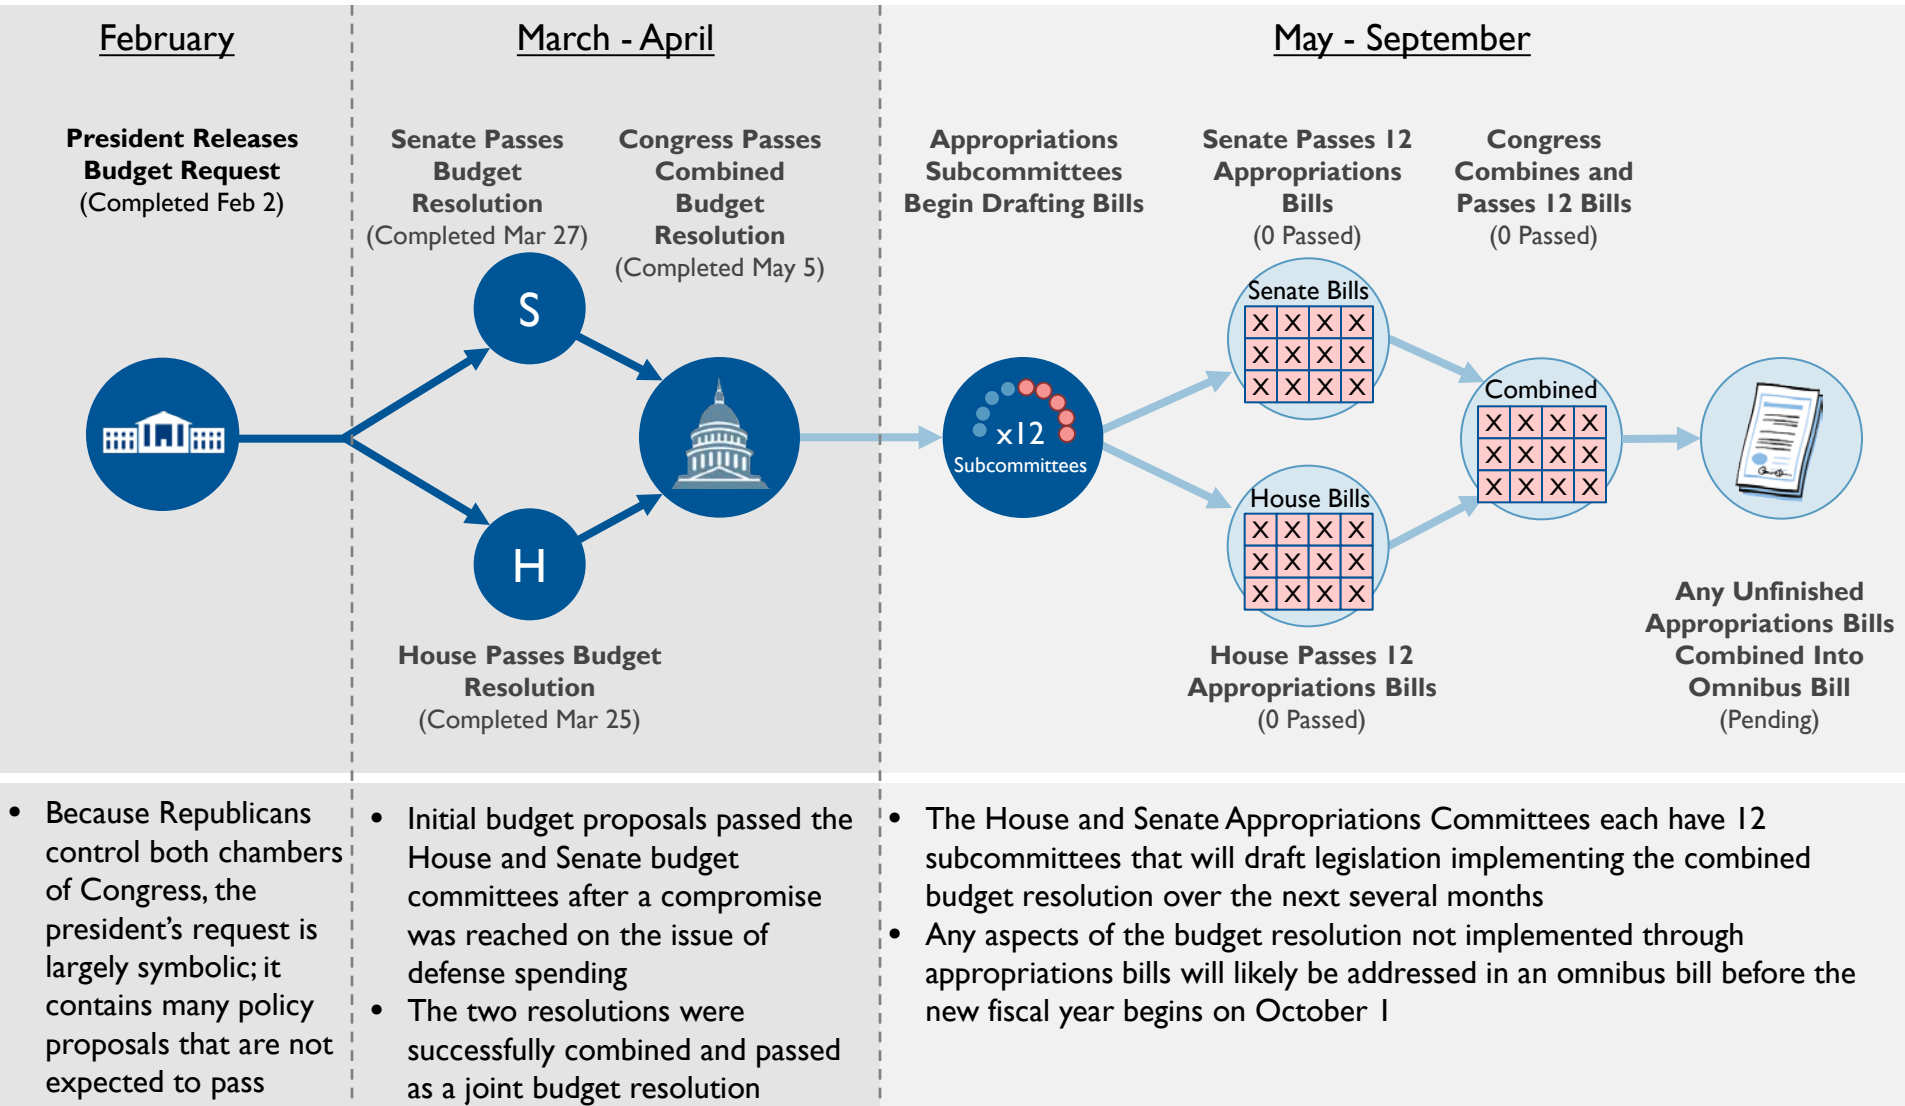 February
March - April
May - September
President Releases
Budget Request
(Completed Feb 2)
Senate Passes
Budget
Resolution
(Completed Mar 27)
Congress Passes
Combined
Budget
Resolution
(Completed May 5)
S
H
House Passes Budget
Resolution
(Completed Mar 25)
Appropriations
Subcommittees
Begin Drafting Bills
x12
Subcommittees
Senate Passes 12
Appropriations
Bills
(0 Passed)
Senate Bills
X X X X
X X X X
X X X X
House Bills
X X X X
X X X X
X X X X
House Passes 12
Appropriations Bills
(0 Passed)
Congress
Combines and
Passes 12 Bills
(0 Passed)
Combined
X X X X
X X X X
X X X X
Any Unfinished
Appropriations Bills
Combined Into
Omnibus Bill
(Pending)
• Because Republicans
control both chambers
of Congress, the
president’s request is
largely symbolic; it
contains many policy
proposals that are not
expected to pass
• Initial budget proposals passed the
House and Senate budget
committees after a compromise
was reached on the issue of
defense spending
• The two resolutions were
successfully combined and passed
as a joint budget resolution
• The House and Senate Appropriations Committees each have 12
subcommittees that will draft legislation implementing the combined
budget resolution over the next several months
• Any aspects of the budget resolution not implemented through
appropriations bills will likely be addressed in an omnibus bill before the
new fiscal year begins on October 1